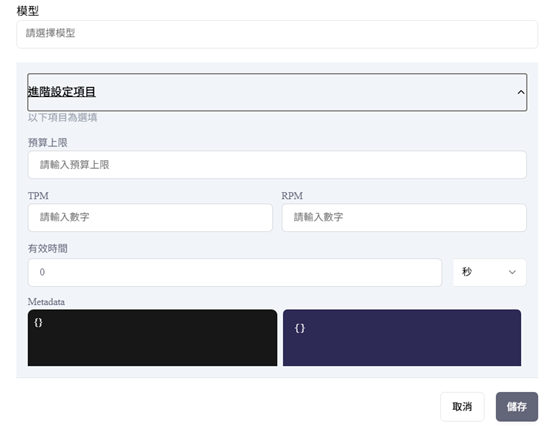 模型
請選擇模型
進階設定項目
以下項目為選填
預算上限
請輸入預算上限
TPM
RPM
請輸入數字
請輸入數字
有效時間
0
秒
Metadata
{}
{}
取消
儲存